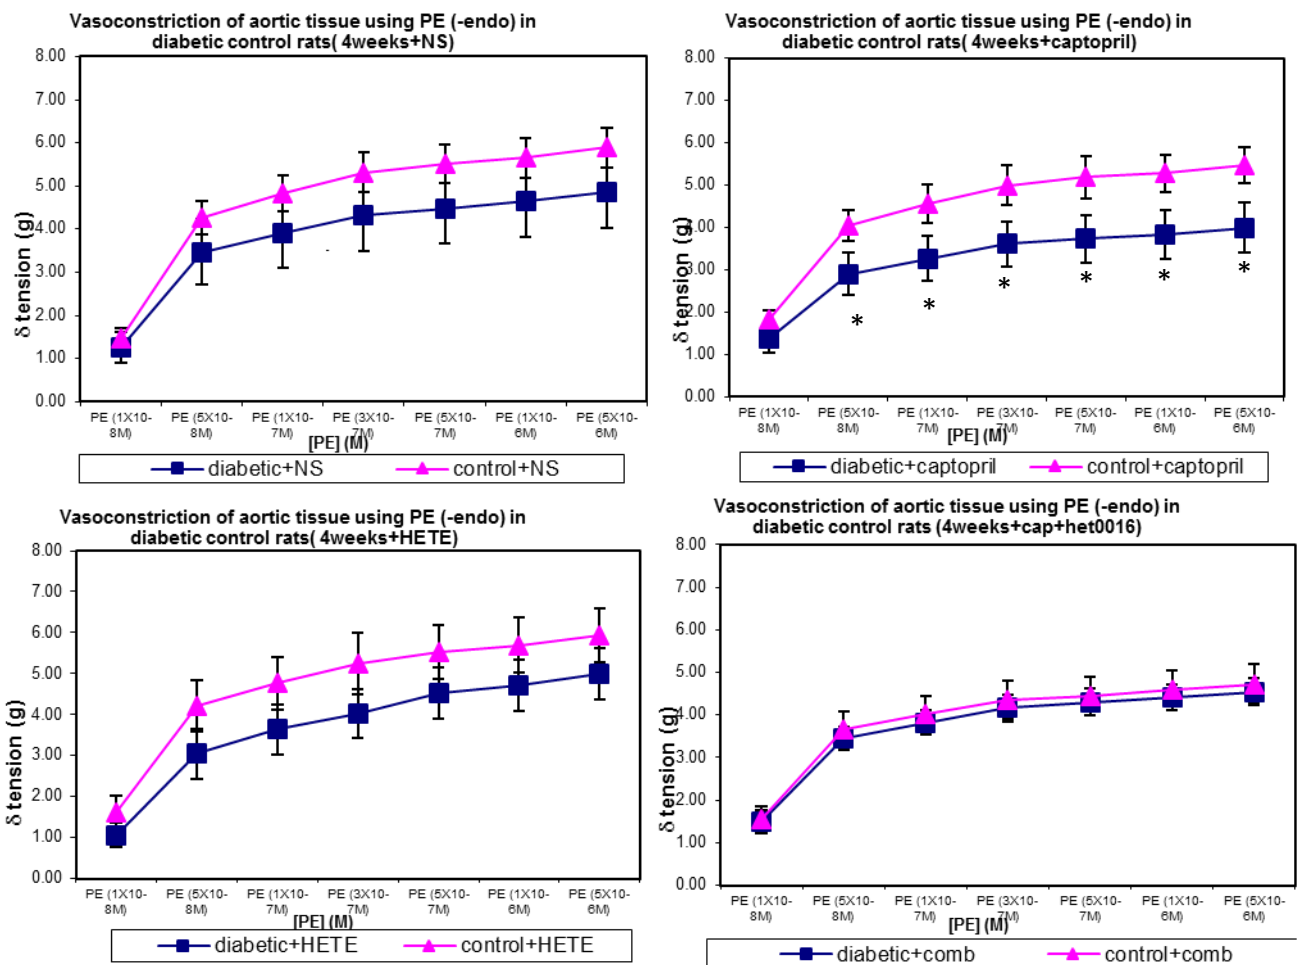 Vasoconstriction of aortic tissue using PE (-endo) in
diabetic control rats( 4weeks+NS)
8.00
7.00
6.00
5.00
4.00
3.00
2.00
1.00
0.00
δ tension (g)
PE (1X10-
8M)
PE (5X10-
8M)
PE (1X10-
7M)
PE (3X10-
7M)
PE (5X10-
7M)
PE (1X10-
6M)
PE (5X10-
6M)
[PE] (M)
diabetic+NS
control+NS
Vasoconstriction of aortic tissue using PE (-endo) in
diabetic control rats( 4weeks+captopril)
8.00
7.00
6.00
5.00
4.00
3.00
2.00
1.00
0.00
δ tension (g)
* * * * * *
PE (1X10-
8M)
PE (5X10-
8M)
PE (1X10-
7M)
PE (3X10-
7M)
PE (5X10-
7M)
PE (1X10-
6M)
PE (5X10-
6M)
[PE] (M)
diabetic+captopril
control+captopril
Vasoconstriction of aortic tissue using PE (-endo) in
diabetic control rats( 4weeks+HETE)
8.00
7.00
6.00
5.00
4.00
3.00
2.00
1.00
0.00
δ tension (g)
PE (1X10-
8M)
PE (5X10-
8M)
PE (1X10-
7M)
PE (3X10-
7M)
PE (5X10-
7M)
PE (1X10-
6M)
PE (5X10-
6M)
[PE] (M)
diabetic+HETE
control+HETE
Vasoconstriction of aortic tissue using PE (-endo) in
diabetic control rats (4weeks+cap+het0016)
8.00
7.00
6.00
5.00
4.00
3.00
2.00
1.00
0.00
δ tension (g)
PE (1X10-
8M)
PE (5X10-
8M)
PE (1X10-
7M)
PE (3X10-
7M)
PE (5X10-
7M)
PE (1X10-
6M)
PE (5X10-
6M)
[PE] (M)
diabetic+comb
control+comb